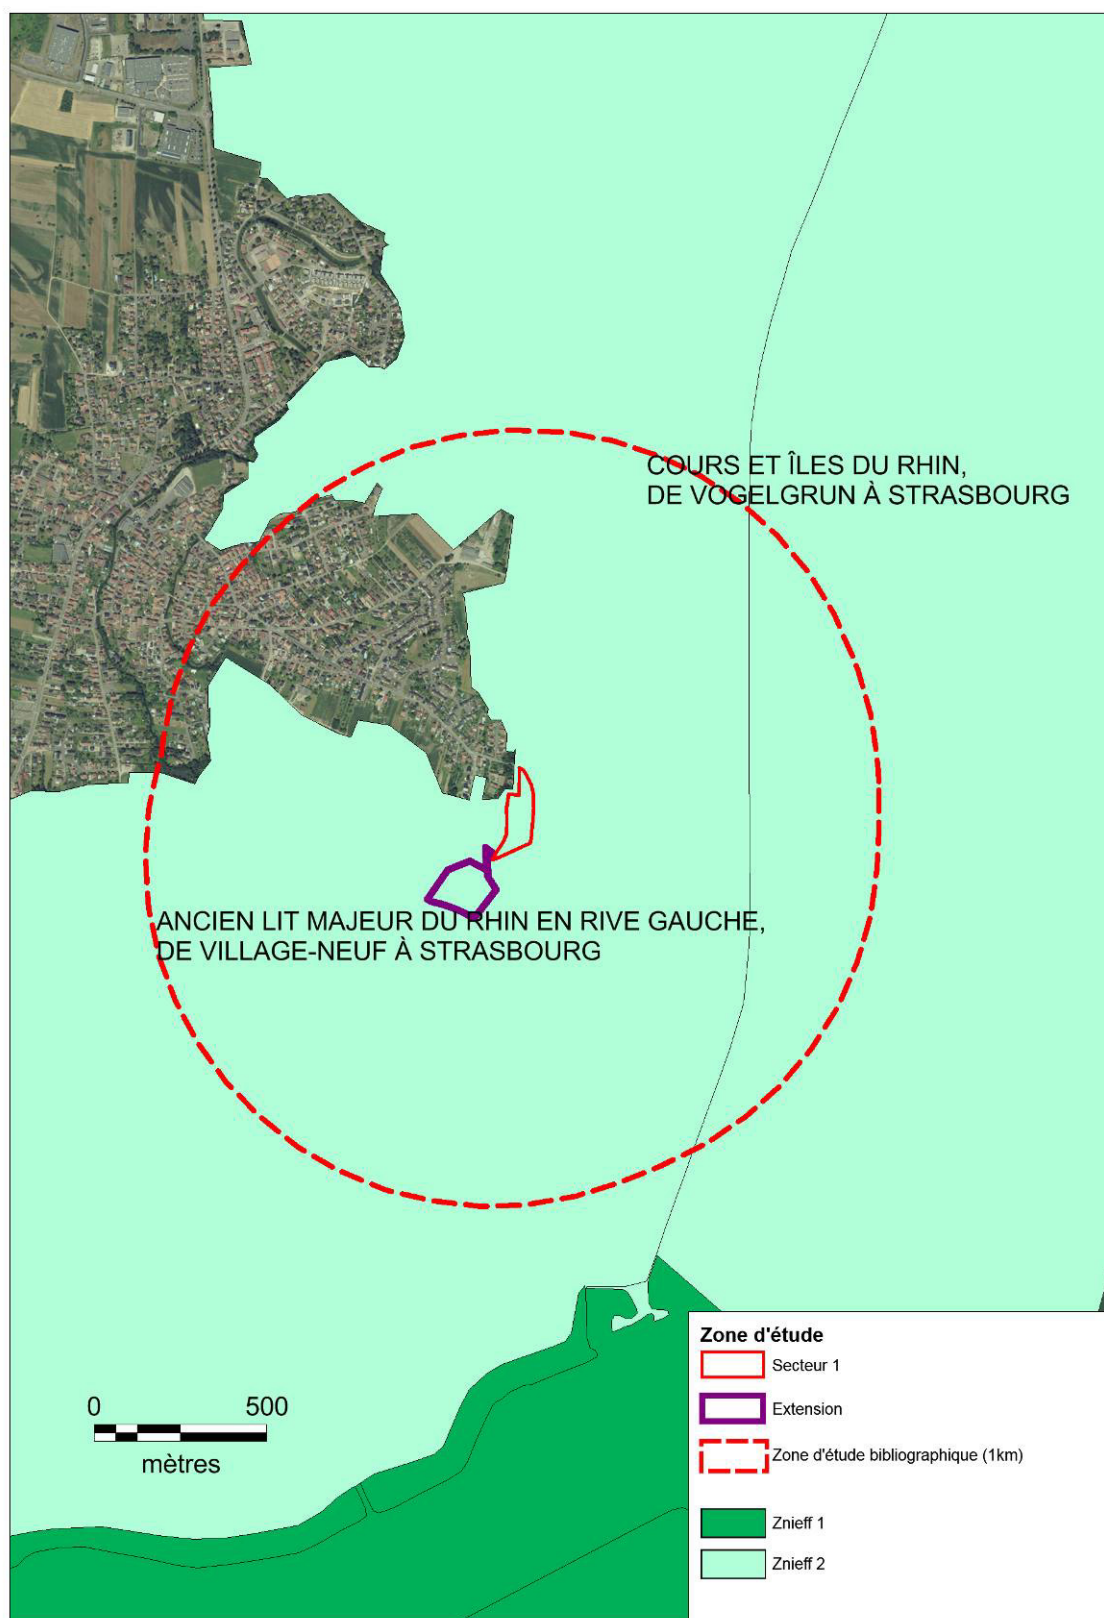 COURS ET ÎLES DU RHIN,
DE VOGELGRUN À STRASBOURG
ANCIEN LIT MAJEUR DU RHIN EN RIVE GAUCHE,
DE VILLAGE-NEUF À STRASBOURG
0 500
mètres
Zone d'étude
Secteur 1
Extension
Zone d'étude bibliographique (1km)
Znieff 1
Znieff 2